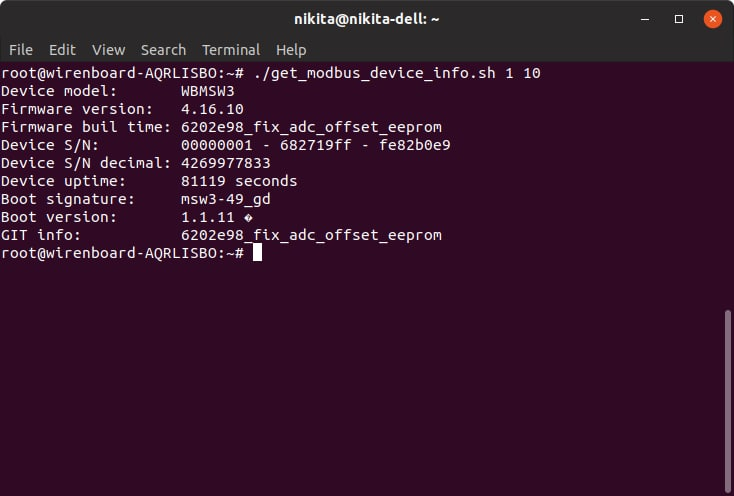 nikita@nikita-dell: ~
File Edit View Search Terminal Help
root@wirenboard-AQRLISBO:~# ./get_modbus_device_info.sh 1 10
Device model:       WBMSW3
Firmware version:   4.16.10
Firmware buil time: 6202e98_fix_adc_offset_eeprom
Device S/N:         00000001 - 682719ff - fe82b0e9
Device S/N decimal: 4269977833
Device uptime:      81119 seconds
Boot signature:     msw3-49_gd
Boot version:       1.1.11 �
GIT info:           6202e98_fix_adc_offset_eeprom
root@wirenboard-AQRLISBO:~#